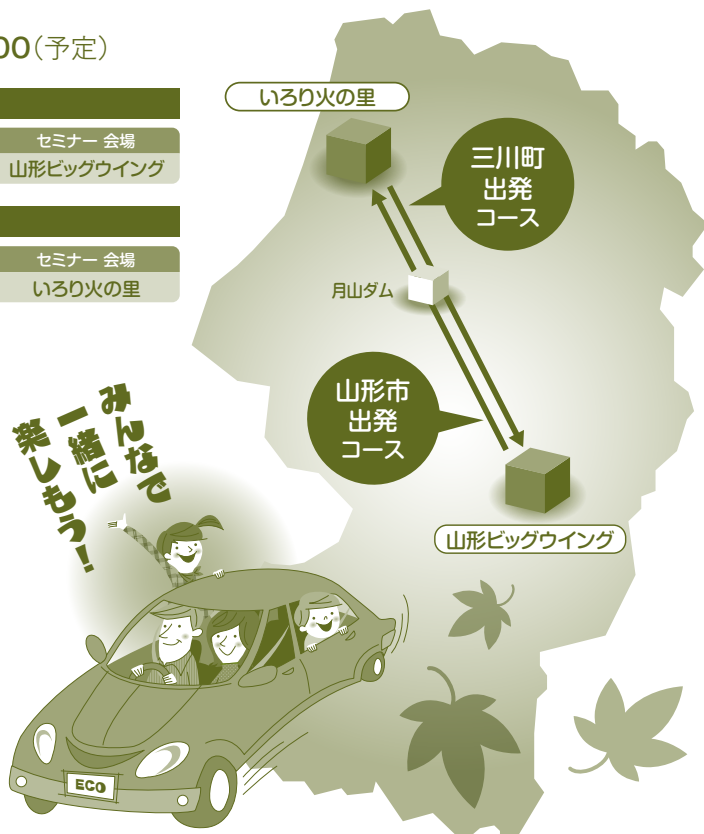 00(予定)
セミナー 会場
山形ビッグウイング
セミナー 会場
いろり火の里
いろり火の里
三川町
出発
コース
月山ダム
山形市
出発
コース
山形ビッグウイング
みんなで
一緒に
楽しもう!
ECO